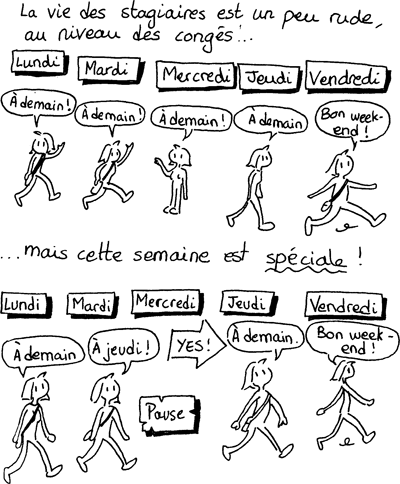 La vie des stagiaires est un peu rude,
au niveau des congés!...
Lundi
Mardi
Mercredi
Jeudi
Vendredi
À demain !
À demain !
À demain !
À demain
Bon week-
end !
...mais cette semaine est spéciale !
Lundi
Mardi
Mercredi
Jeudi
Vendredi
À demain
À jeudi !
YES!
À demain.
Bon week-
end !
Pause